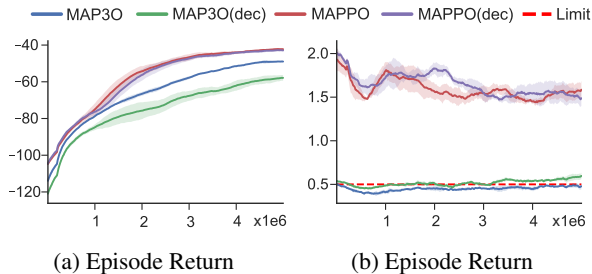 MAP3O MAP3O(dec) MAPPO MAPPO(dec) Limit
−40
−60
−80
−100
−120
1 2 3 4 x1e6
2.0
1.5
1.0
0.5
1 2 3 4 x1e6
(a) Episode Return
(b) Episode Return